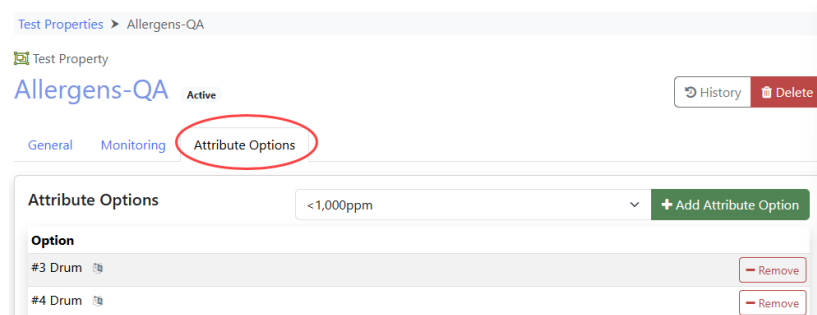 Test Properties ➤ Allergens-QA
Test Property
Allergens-QA Active
History Delete
General Monitoring Attribute Options
Attribute Options <1,000ppm + Add Attribute Option
Option
#3 Drum − Remove
#4 Drum − Remove